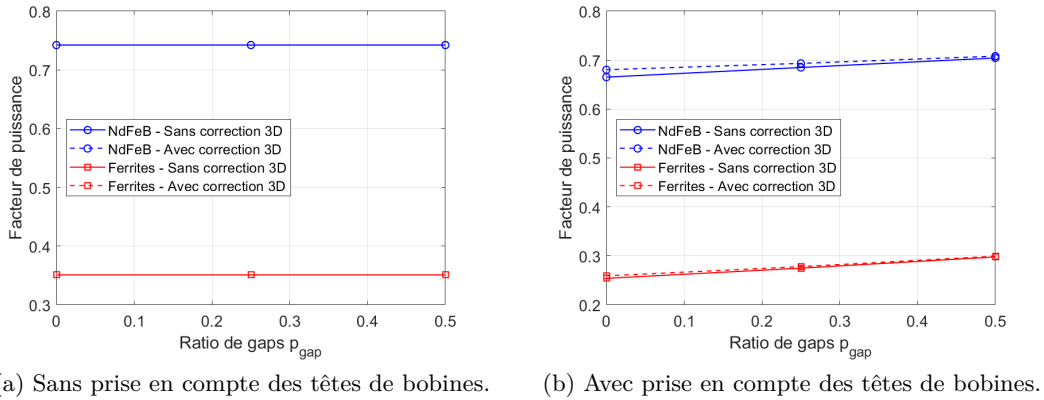 0.8
0.7
0.6
0.5
0.4
0.3
Facteur de puissance
NdFeB - Sans correction 3D
NdFeB - Avec correction 3D
Ferrites - Sans correction 3D
Ferrites - Avec correction 3D
0 0.1 0.2 0.3 0.4 0.5
Ratio de gaps p_gap
a) Sans prise en compte des têtes de bobines.
0.8
0.7
0.6
0.5
0.4
0.3
0.2
Facteur de puissance
NdFeB - Sans correction 3D
NdFeB - Avec correction 3D
Ferrites - Sans correction 3D
Ferrites - Avec correction 3D
0 0.1 0.2 0.3 0.4 0.5
Ratio de gaps p_gap
(b) Avec prise en compte des têtes de bobines.